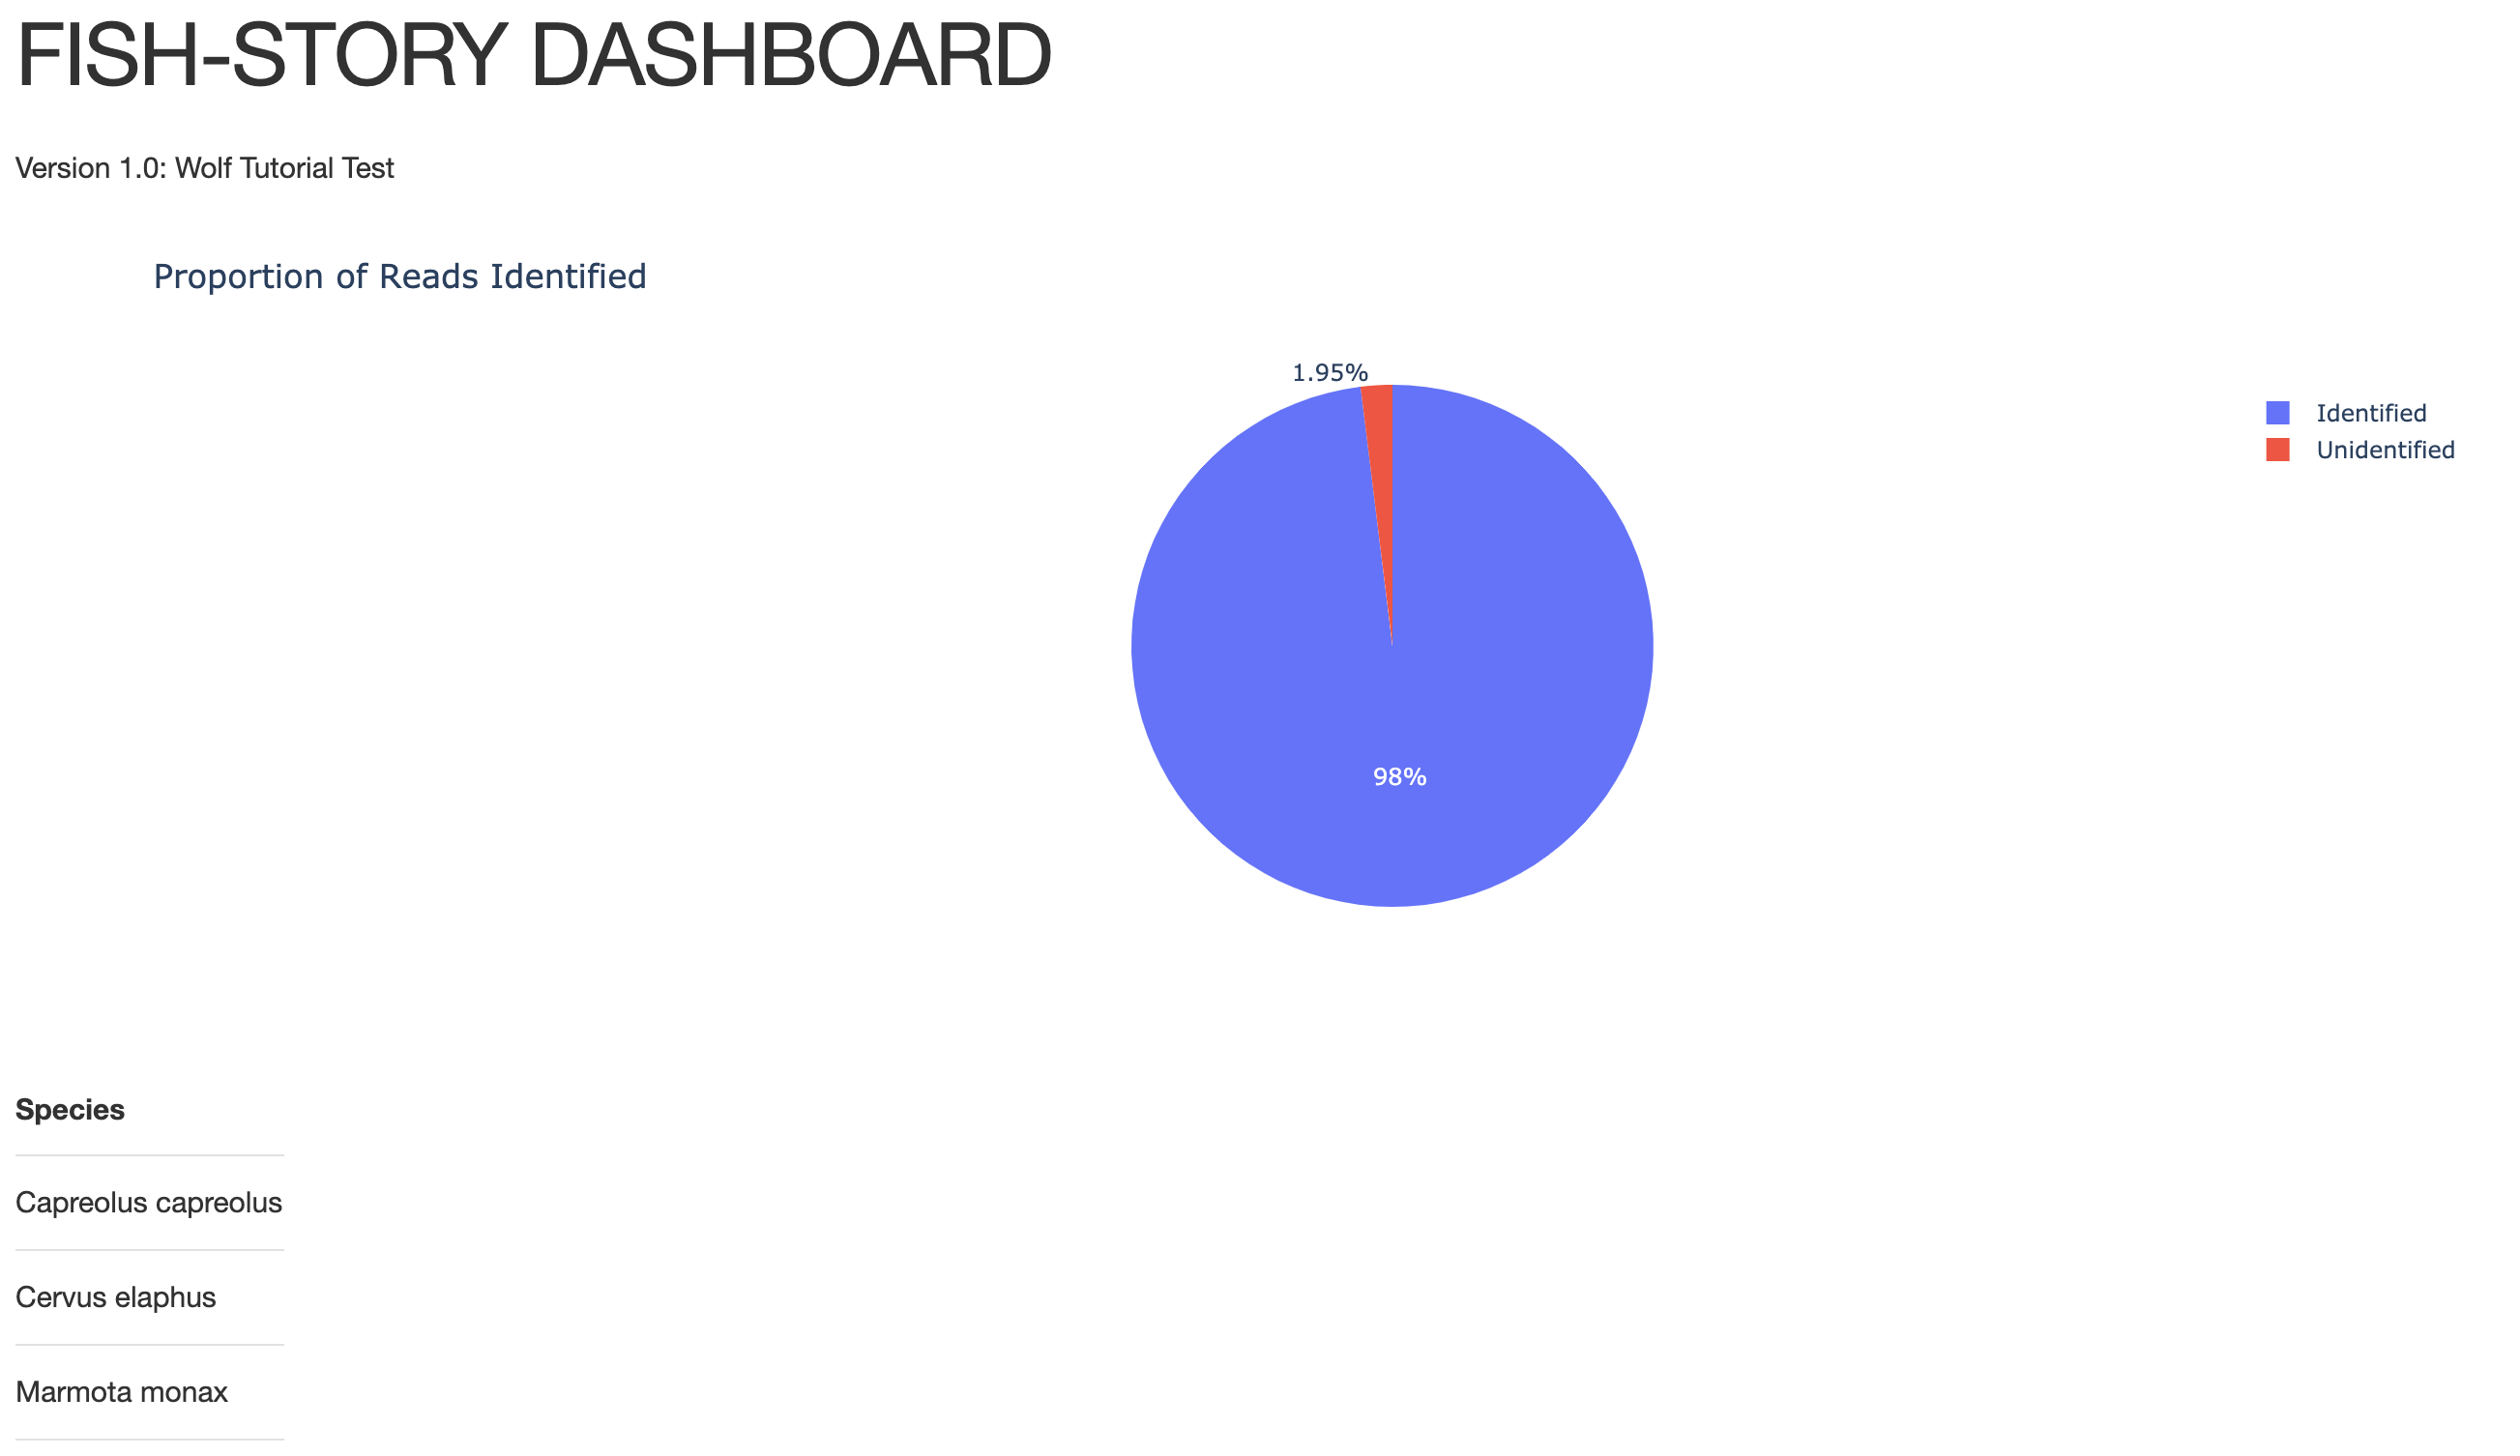 FISH-STORY DASHBOARD
Version 1.0: Wolf Tutorial Test
Proportion of Reads Identified
1.95%
Identified
Unidentified
98%
Species
Capreolus capreolus
Cervus elaphus
Marmota monax